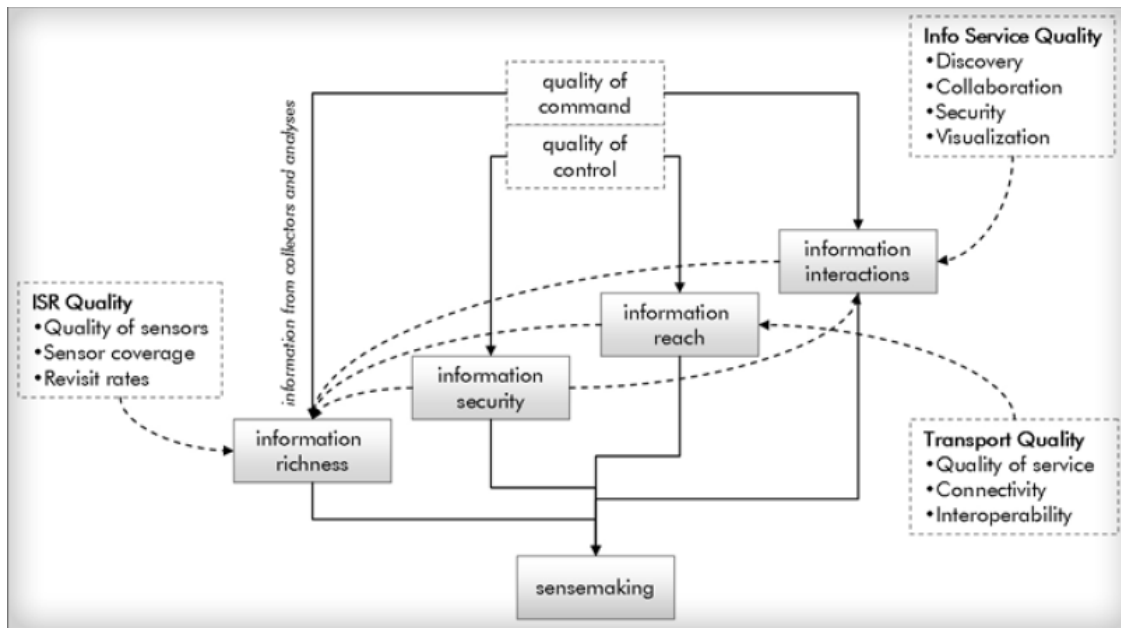 Info Service Quality
•Discovery
•Collaboration
•Security
•Visualization
quality of
command
quality of
control
information from collectors and analyses
information
interactions
ISR Quality
•Quality of sensors
•Sensor coverage
•Revisit rates
information
reach
information
security
information
richness
Transport Quality
•Quality of service
•Connectivity
•Interoperability
sensemaking